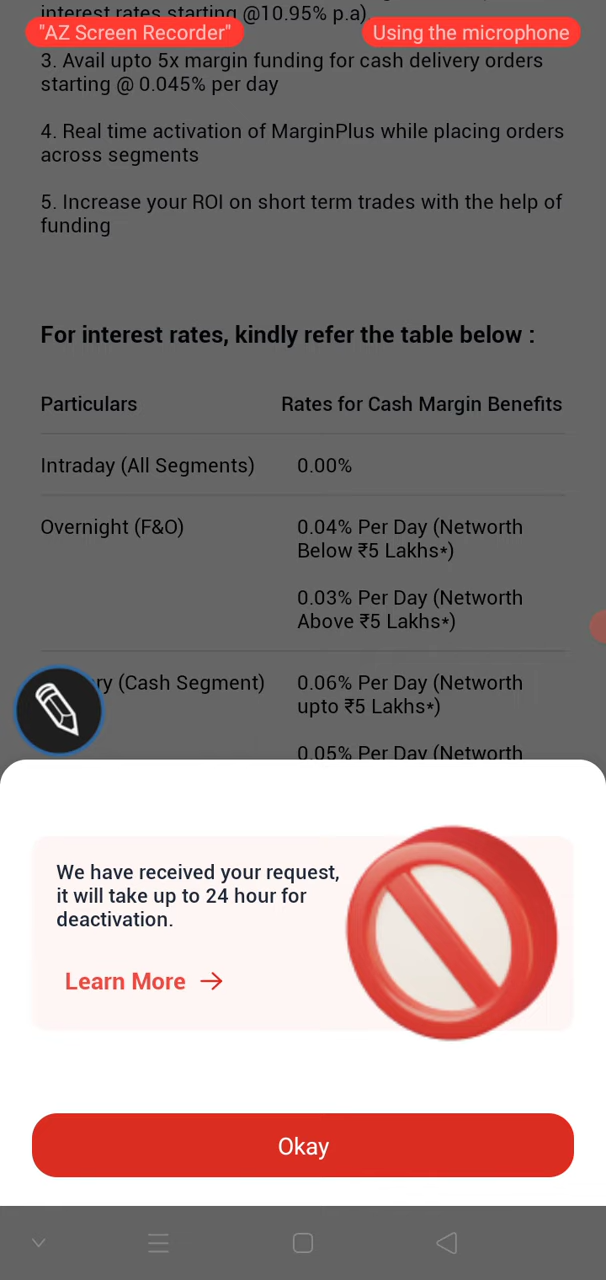 interest rates starting @10.95% p.a)
"AZ Screen Recorder"
Using the microphone
3. Avail upto 5x margin funding for cash delivery orders
starting @ 0.045% per day
4. Real time activation of MarginPlus while placing orders
across segments
5. Increase your ROI on short term trades with the help of
funding
For interest rates, kindly refer the table below :
Particulars Rates for Cash Margin Benefits
Intraday (All Segments) 0.00%
Overnight (F&O) 0.04% Per Day (Networth
Below ₹5 Lakhs*)
0.03% Per Day (Networth
Above ₹5 Lakhs*)
(Cash Segment) 0.06% Per Day (Networth
upto ₹5 Lakhs*)
0.05% Per Day (Networth
We have received your request,
it will take up to 24 hour for
deactivation.
Learn More →
Okay